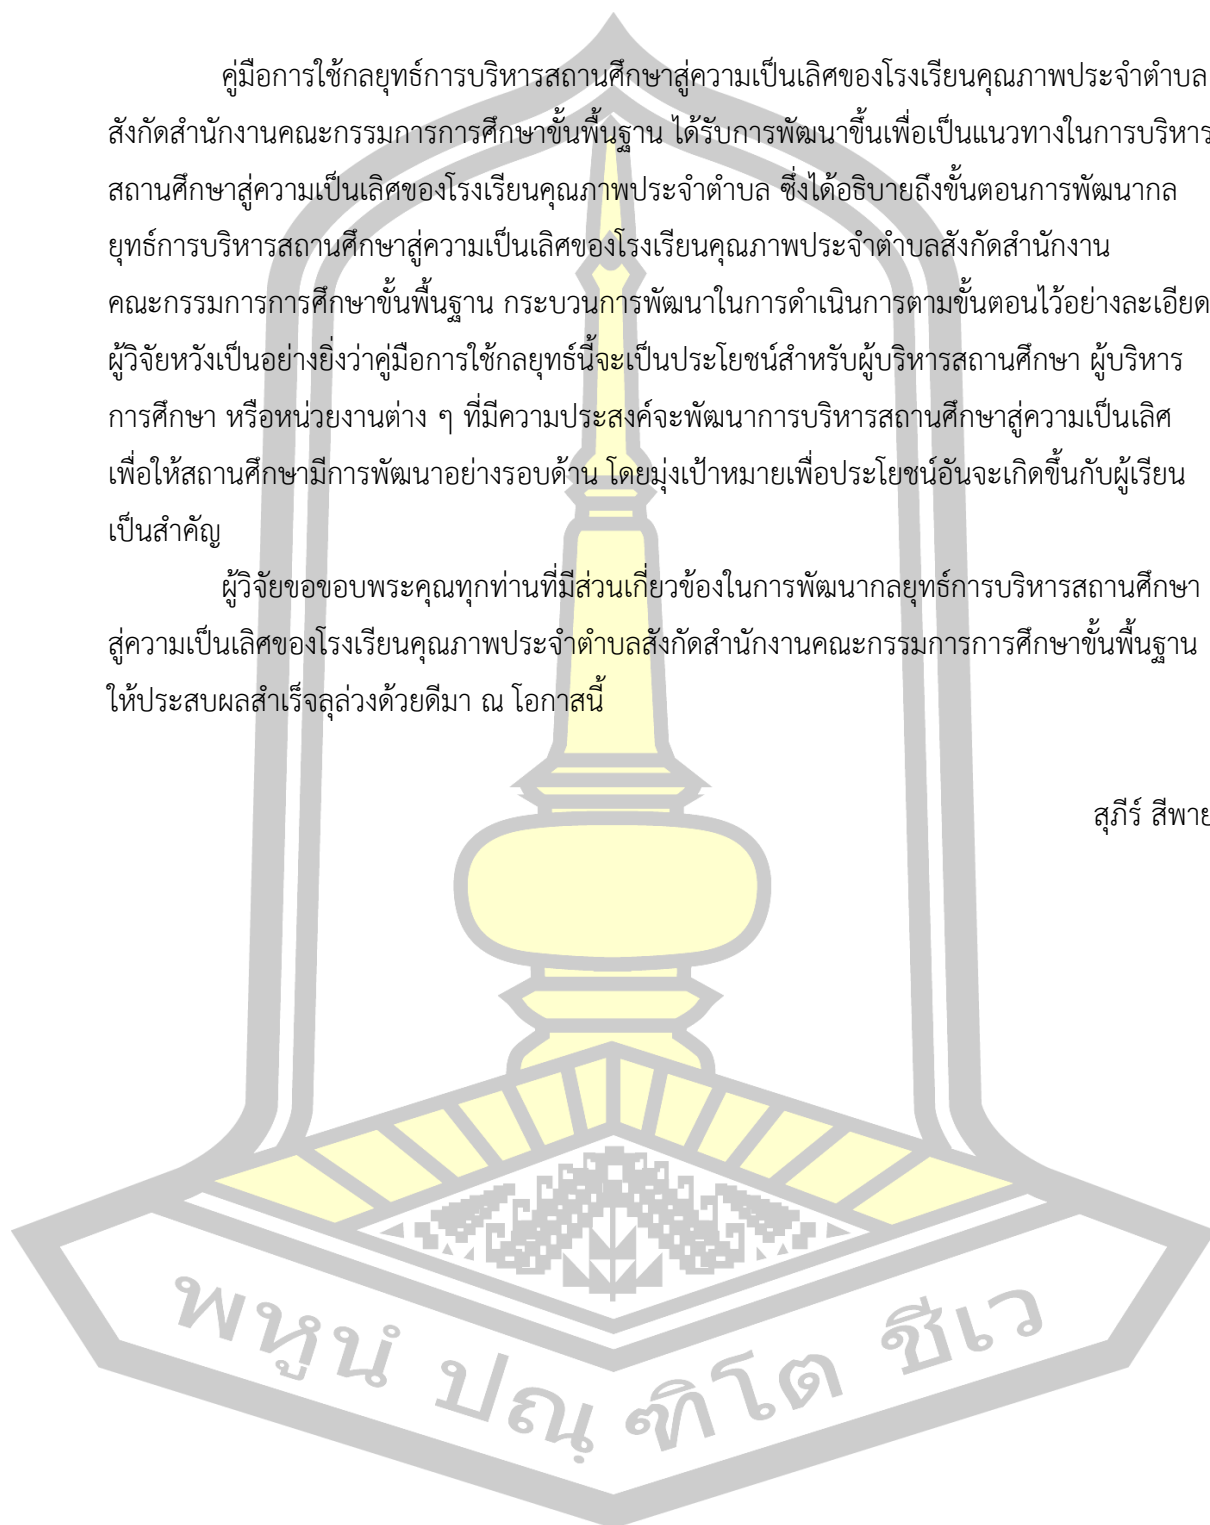 คู่มือการใช้กลยุทธ์การบริหารสถานศึกษาสู่ความเป็นเลิศของโรงเรียนคุณภาพประจำตำบล
สังกัดสำนักงานคณะกรรมการการศึกษาขั้นพื้นฐาน ได้รับการพัฒนาขึ้นเพื่อเป็นแนวทางในการบริหาร
สถานศึกษาสู่ความเป็นเลิศของโรงเรียนคุณภาพประจำตำบล ซึ่งได้อธิบายถึงขั้นตอนการพัฒนากล
ยุทธ์การบริหารสถานศึกษาสู่ความเป็นเลิศของโรงเรียนคุณภาพประจำตำบลสังกัดสำนักงาน
คณะกรรมการการศึกษาขั้นพื้นฐาน กระบวนการพัฒนาในการดำเนินการตามขั้นตอนไว้อย่างละเอียด
ผู้วิจัยหวังเป็นอย่างยิ่งว่าคู่มือการใช้กลยุทธ์นี้จะเป็นประโยชน์สำหรับผู้บริหารสถานศึกษา ผู้บริหาร
การศึกษา หรือหน่วยงานต่าง ๆ ที่มีความประสงค์จะพัฒนาการบริหารสถานศึกษาสู่ความเป็นเลิศ
เพื่อให้สถานศึกษามีการพัฒนาอย่างรอบด้าน โดยมุ่งเป้าหมายเพื่อประโยชน์อันจะเกิดขึ้นกับผู้เรียน
เป็นสำคัญ
ผู้วิจัยขอขอบพระคุณทุกท่านที่มีส่วนเกี่ยวข้องในการพัฒนากลยุทธ์การบริหารสถานศึกษา
สู่ความเป็นเลิศของโรงเรียนคุณภาพประจำตำบลสังกัดสำนักงานคณะกรรมการการศึกษาขั้นพื้นฐาน
ให้ประสบผลสำเร็จลุล่วงด้วยดีมา ณ โอกาสนี้
สุภีร์ สีพาย
พหูนํ ปณฺฑิโต ชีเว